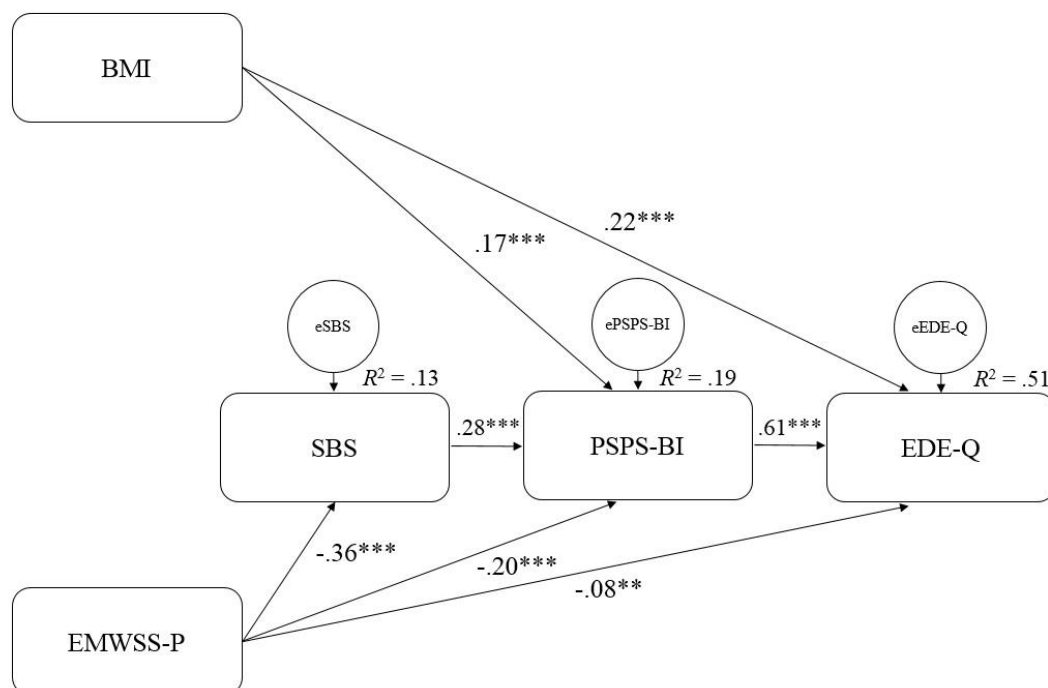 BMI
.22***
.17***
eSBS
ePSPS-BI
eEDE-Q
R² = .13
R² = .19
R² = .51
SBS
.28***
PSPS-BI
.61***
EDE-Q
-.36***
-.20***
-.08**
EMWSS-P